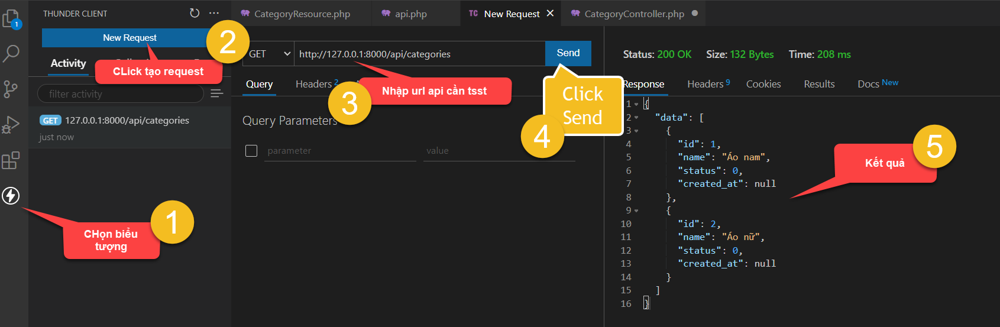 1
THUNDER CLIENT
New Request
2
CLick tạo request
Activity
filter activity
GET 127.0.0.1:8000/api/categories
just now
1
CHọn biểu
tượng
CategoryResource.php
api.php
TC New Request
CategoryController.php
GET
http://127.0.0.1:8000/api/categories
Send
Query
Headers 2
3
Nhập url api cần tsst
Click
Send
4
Query Parameters
parameter
value
Status: 200 OK Size: 132 Bytes Time: 208 ms
Response
Headers 9
Cookies
Results
Docs New
1 {
2 "data": [
3 {
4 "id": 1,
5 "name": "Áo nam",
6 "status": 0,
7 "created_at": null
8 },
9 {
10 "id": 2,
11 "name": "Áo nữ",
12 "status": 0,
13 "created_at": null
14 }
15 ]
16 }
Kết quả
5